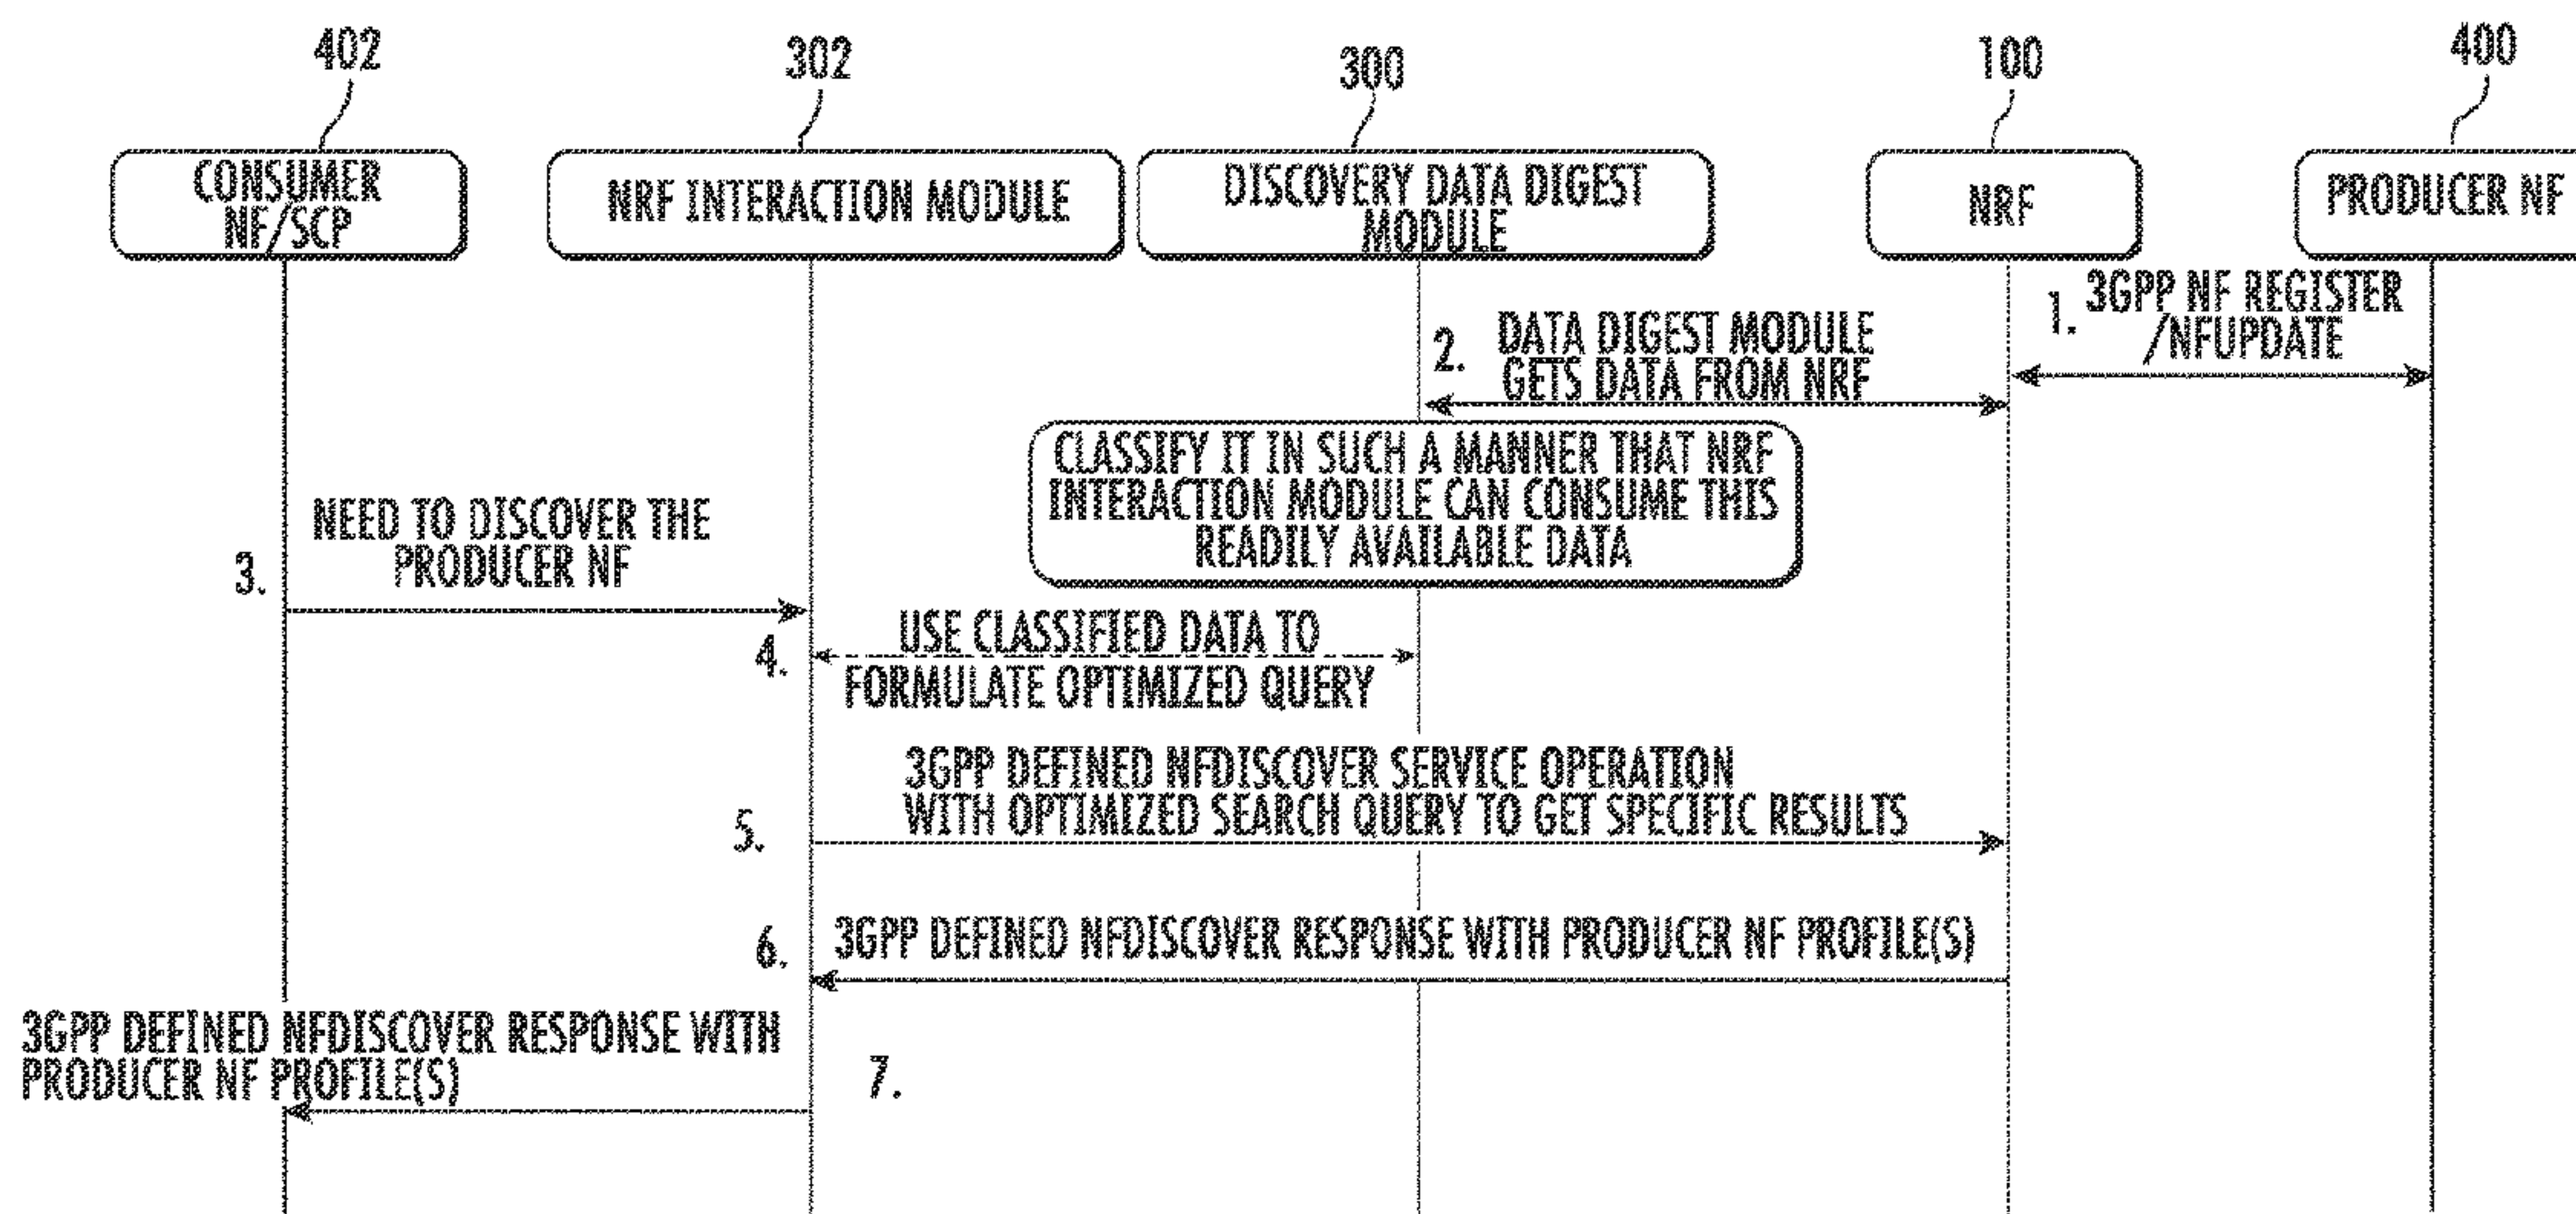 402
302
300
100
400
CONSUMER
NF/SCP
NRF INTERACTION MODULE
DISCOVERY DATA DIGEST
MODULE
NRF
PRODUCER NF
1. 3GPP NF REGISTER
/NFUPDATE
2. DATA DIGEST MODULE
GETS DATA FROM NRF
CLASSIFY IT IN SUCH A MANNER THAT NRF
INTERACTION MODULE CAN CONSUME THIS
READILY AVAILABLE DATA
3. NEED TO DISCOVER THE
PRODUCER NF
4. USE CLASSIFIED DATA TO
FORMULATE OPTIMIZED QUERY
5. 3GPP DEFINED NFDISCOVER SERVICE OPERATION
WITH OPTIMIZED SEARCH QUERY TO GET SPECIFIC RESULTS
6. 3GPP DEFINED NFDISCOVER RESPONSE WITH PRODUCER NF PROFILE(S)
3GPP DEFINED NFDISCOVER RESPONSE WITH
PRODUCER NF PROFILE(S)
7.